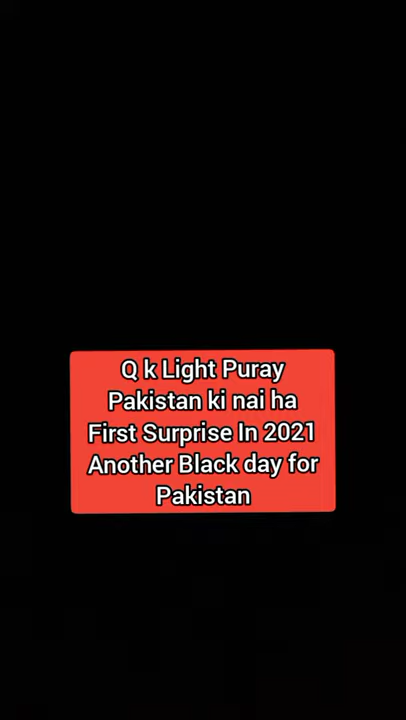 Q k Light Puray
Pakistan ki nai ha
First Surprise In 2021
Another Black day for
Pakistan